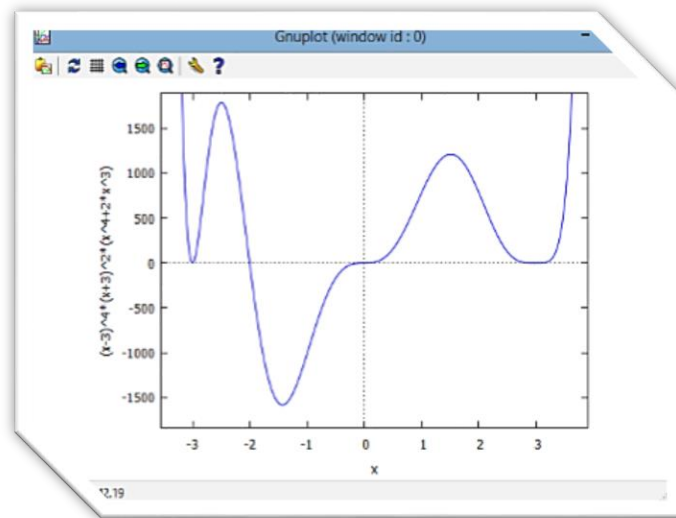 Gnuplot (window id : 0)
?
1500
1000
500
0
-500
-1000
-1500
(x-3)^4*(x+3)^2*(x^4+2*x^3)
-3 -2 -1 0 1 2 3
x